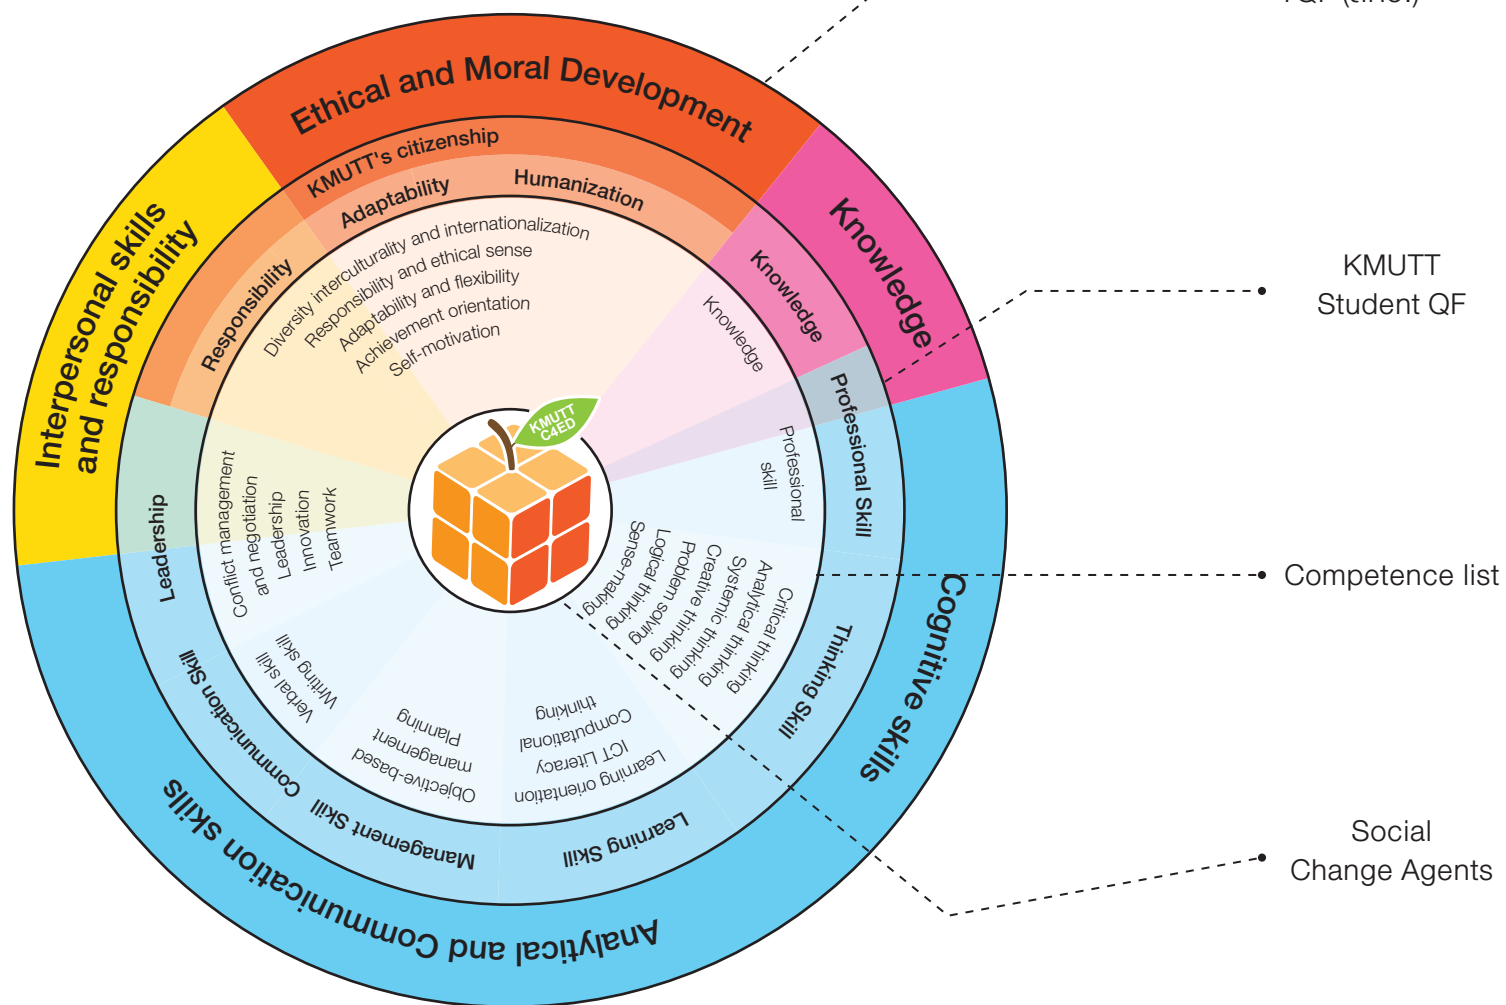 Ethical and Moral Development
KMUTT's citizenship
Adaptability
Humanization
Diversity interculturality and internationalization
Responsibility and ethical sense
Adaptability and flexibility
Achievement orientation
Self-motivation
Knowledge
Knowledge
Knowledge
Interpersonal skills
and responsibility
Responsibility
KMUTT
C4ED
KMUTT
Student QF
Professional Skill
Professional
skill
Leadership
Conflict management
and negotiation
Leadership
Innovation
Teamwork
Competence list
Cognitive skills
Thinking Skill
Critical thinking
Analytical thinking
Systemic thinking
Creative thinking
Problem solving
Logical thinking
Sense-making
Communication Skill
Verbal skill
Writing skill
Management Skill
Objective-based
management
Planning
Learning Skill
Learning orientation
ICT Literacy
Computational
thinking
Analytical and Communication skills
Social
Change Agents